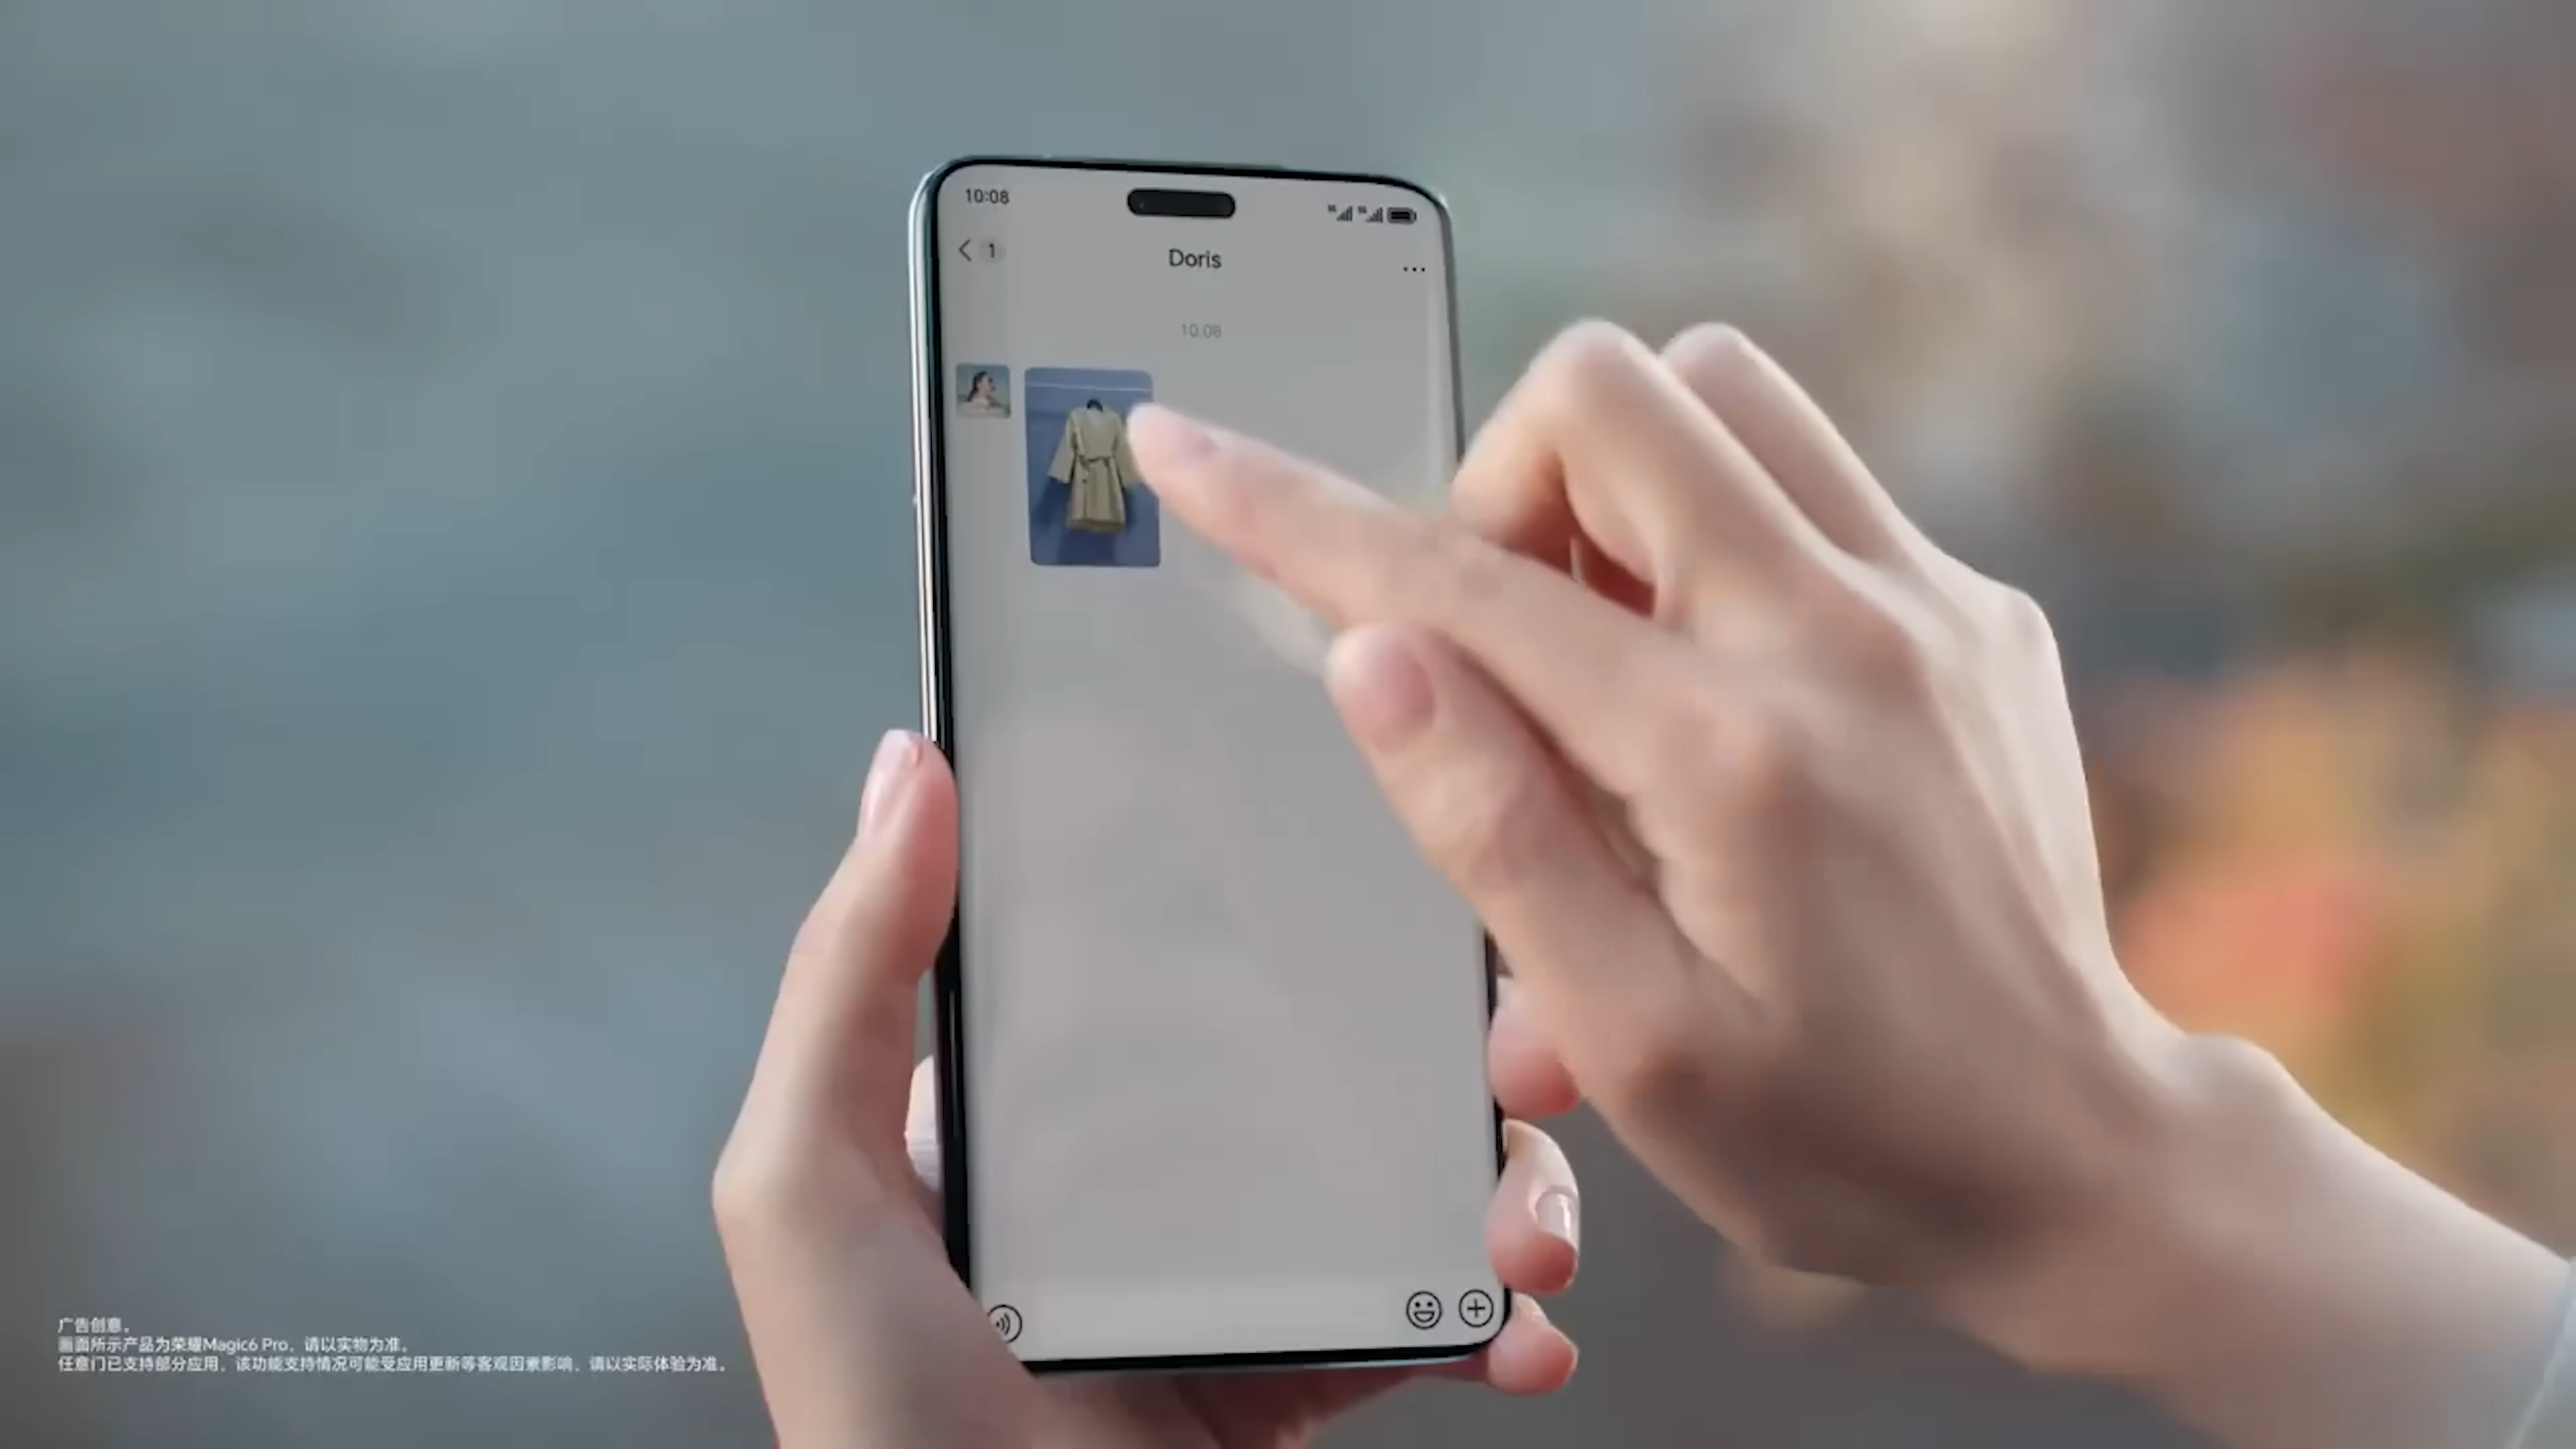 10:08
1
Doris
10:08
广告创意。
画面所示产品为荣耀Magic6 Pro，请以实物为准。
任意门已支持部分应用，该功能支持情况可能受应用更新等客观因素影响，请以实际体验为准。